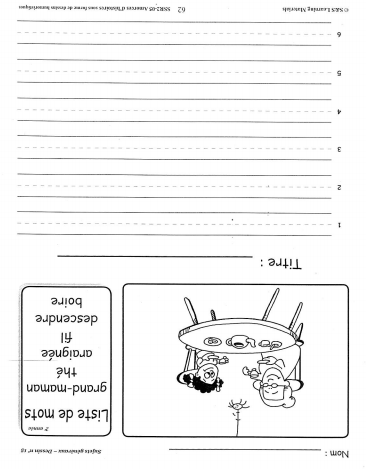 Nom :
Sujets généraux – Dessin nº 13
2e année
Liste de mots
grand-maman
thé
araignée
fil
descendre
boire
Titre :
1
2
3
4
5
6
© S&S Learning Materials 62 SSR2-05 Amorces d'histoires sous forme de dessins humoristiques